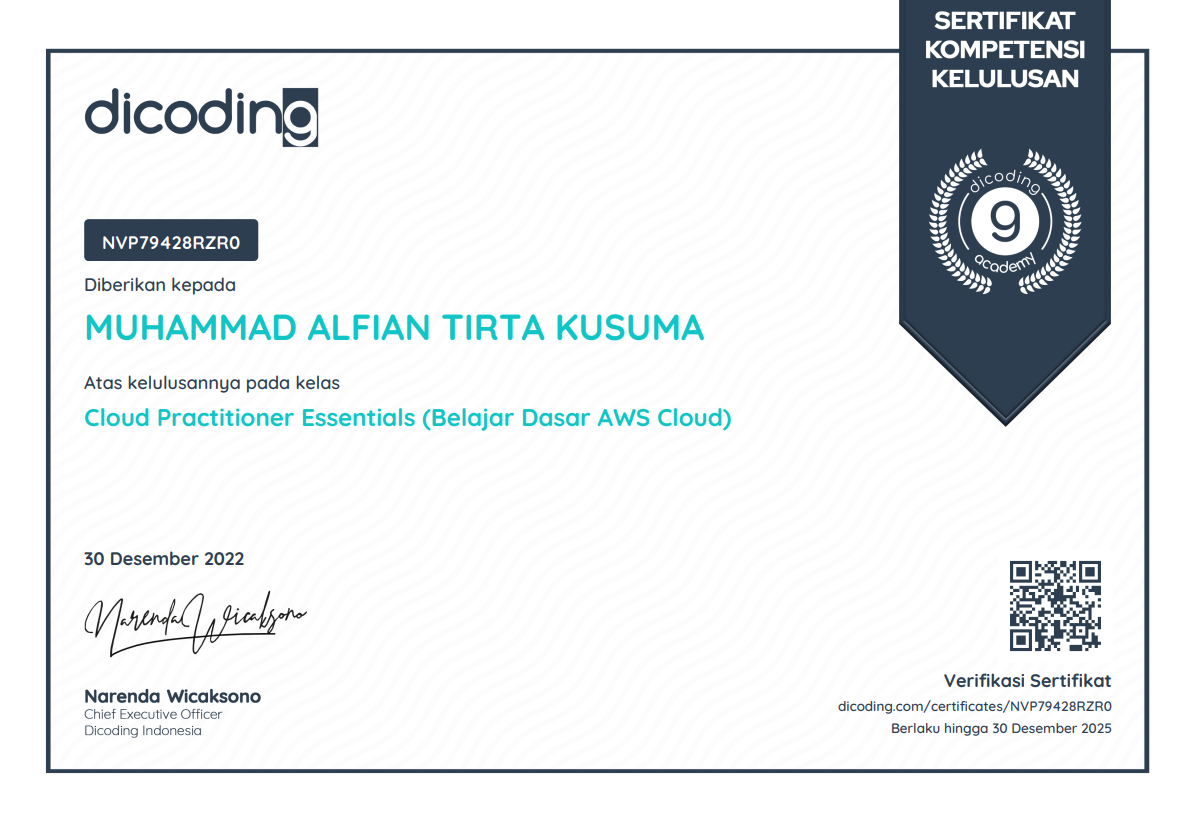 SERTIFIKAT
KOMPETENSI
KELULUSAN
dicoding
dicoding
9
academy
NVP79428RZR0
Diberikan kepada
MUHAMMAD ALFIAN TIRTA KUSUMA
Atas kelulusannya pada kelas
Cloud Practitioner Essentials (Belajar Dasar AWS Cloud)
30 Desember 2022
Narenda Wicaksono
Narenda Wicaksono
Chief Executive Officer
Dicoding Indonesia
Verifikasi Sertifikat
dicoding.com/certificates/NVP79428RZR0
Berlaku hingga 30 Desember 2025